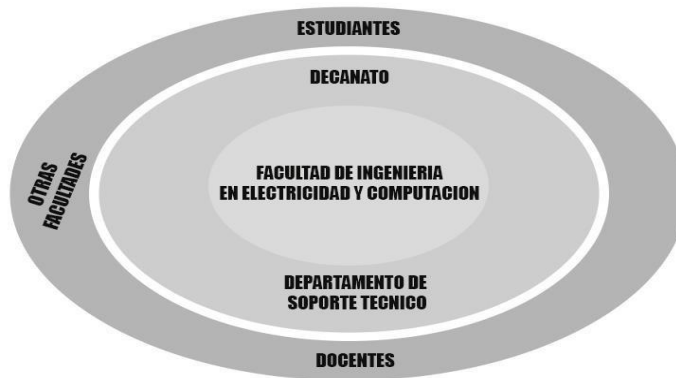 ESTUDIANTES
DECANATO
OTRAS
FACULTADES
FACULTAD DE INGENIERIA
EN ELECTRICIDAD Y COMPUTACION
DEPARTAMENTO DE
SOPORTE TECNICO
DOCENTES